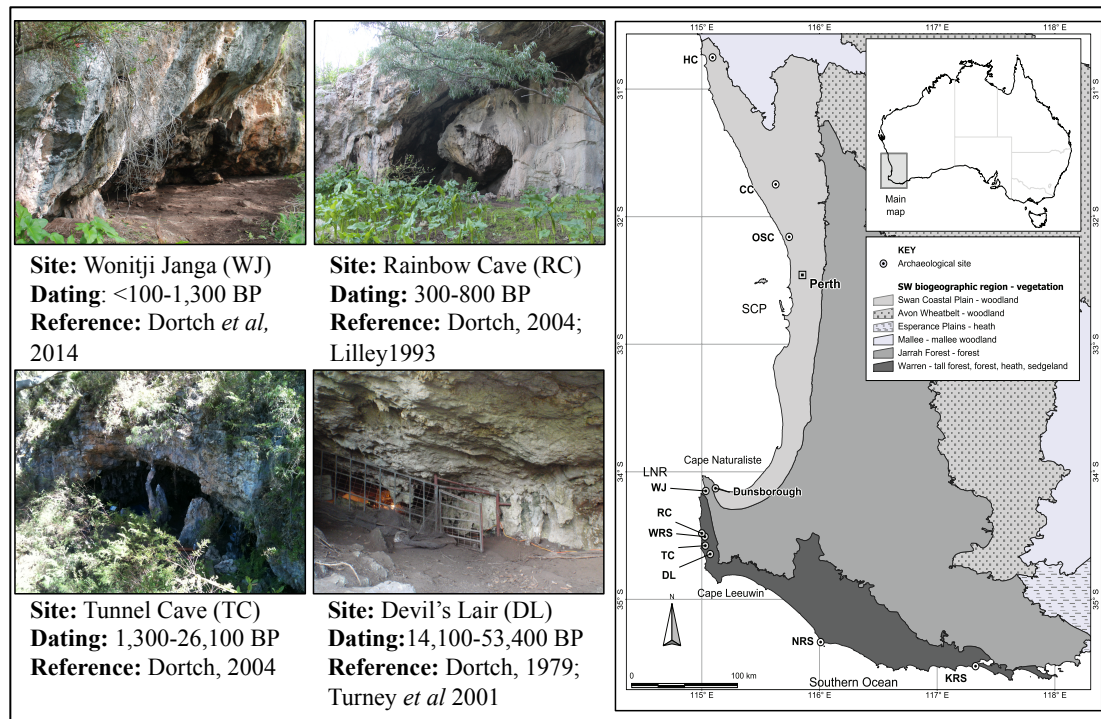 Site: Wonitji Janga (WJ)
Dating: <100-1,300 BP
Reference: Dortch et al,
2014
Site: Rainbow Cave (RC)
Dating: 300-800 BP
Reference: Dortch, 2004;
Lilley1993
Site: Tunnel Cave (TC)
Dating: 1,300-26,100 BP
Reference: Dortch, 2004
Site: Devil’s Lair (DL)
Dating:14,100-53,400 BP
Reference: Dortch, 1979;
Turney et al 2001
HC
31° S
31° S
CC
32° S
32° S
OSC
Perth
SCP
33° S
33° S
Cape Naturaliste
34° S
34° S
LNR
WJ
Dunsborough
RC
WRS
TC
DL
Cape Leeuwin
35° S
35° S
N
NRS
KRS
Southern Ocean
0
100 km
115° E
116° E
117° E
118° E
115° E
116° E
117° E
118° E
Main
map
KEY
Archaeological site
SW biogeographic region - vegetation
Swan Coastal Plain - woodland
Avon Wheatbelt - woodland
Esperance Plains - heath
Mallee - mallee woodland
Jarrah Forest - forest
Warren - tall forest, forest, heath, sedgeland